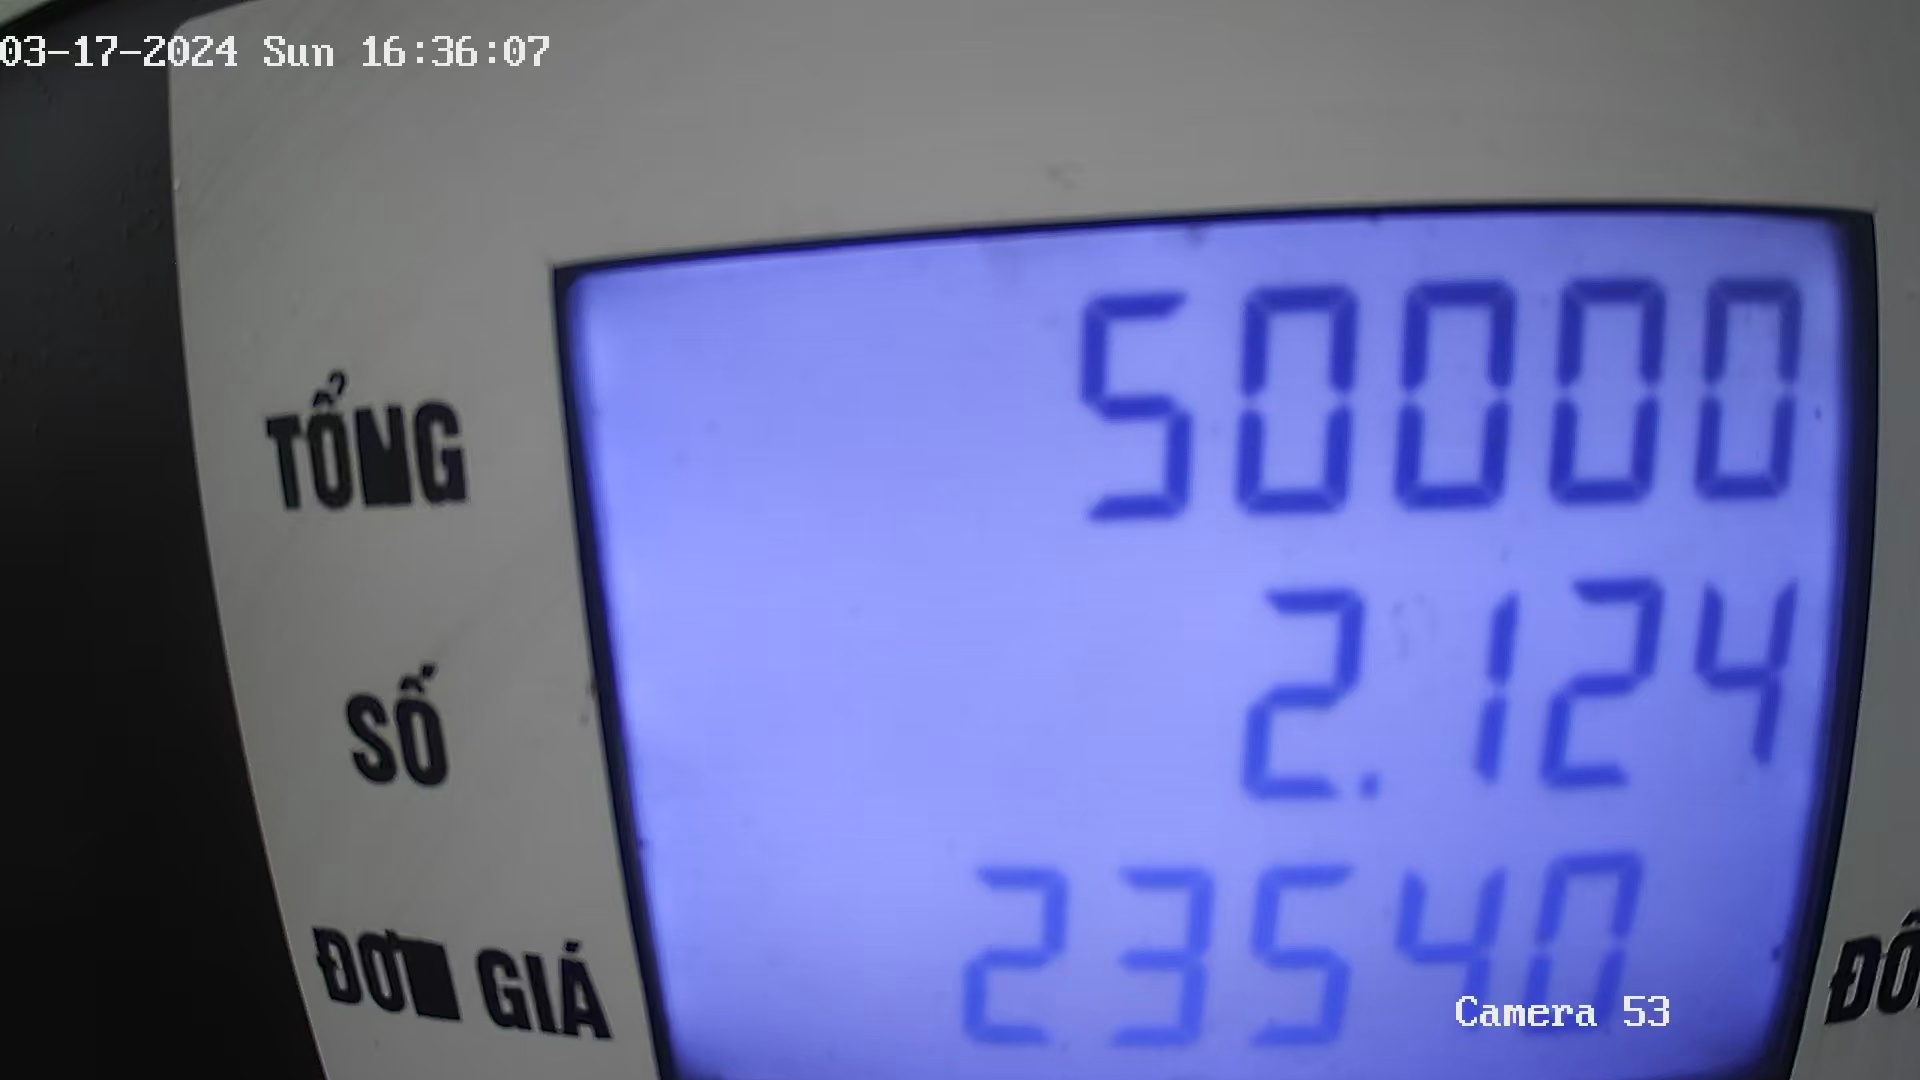 03-17-2024 Sun 16:36:07
TỔNG 50000
SỐ 2.124
ĐƠN GIÁ 23540
Camera 53